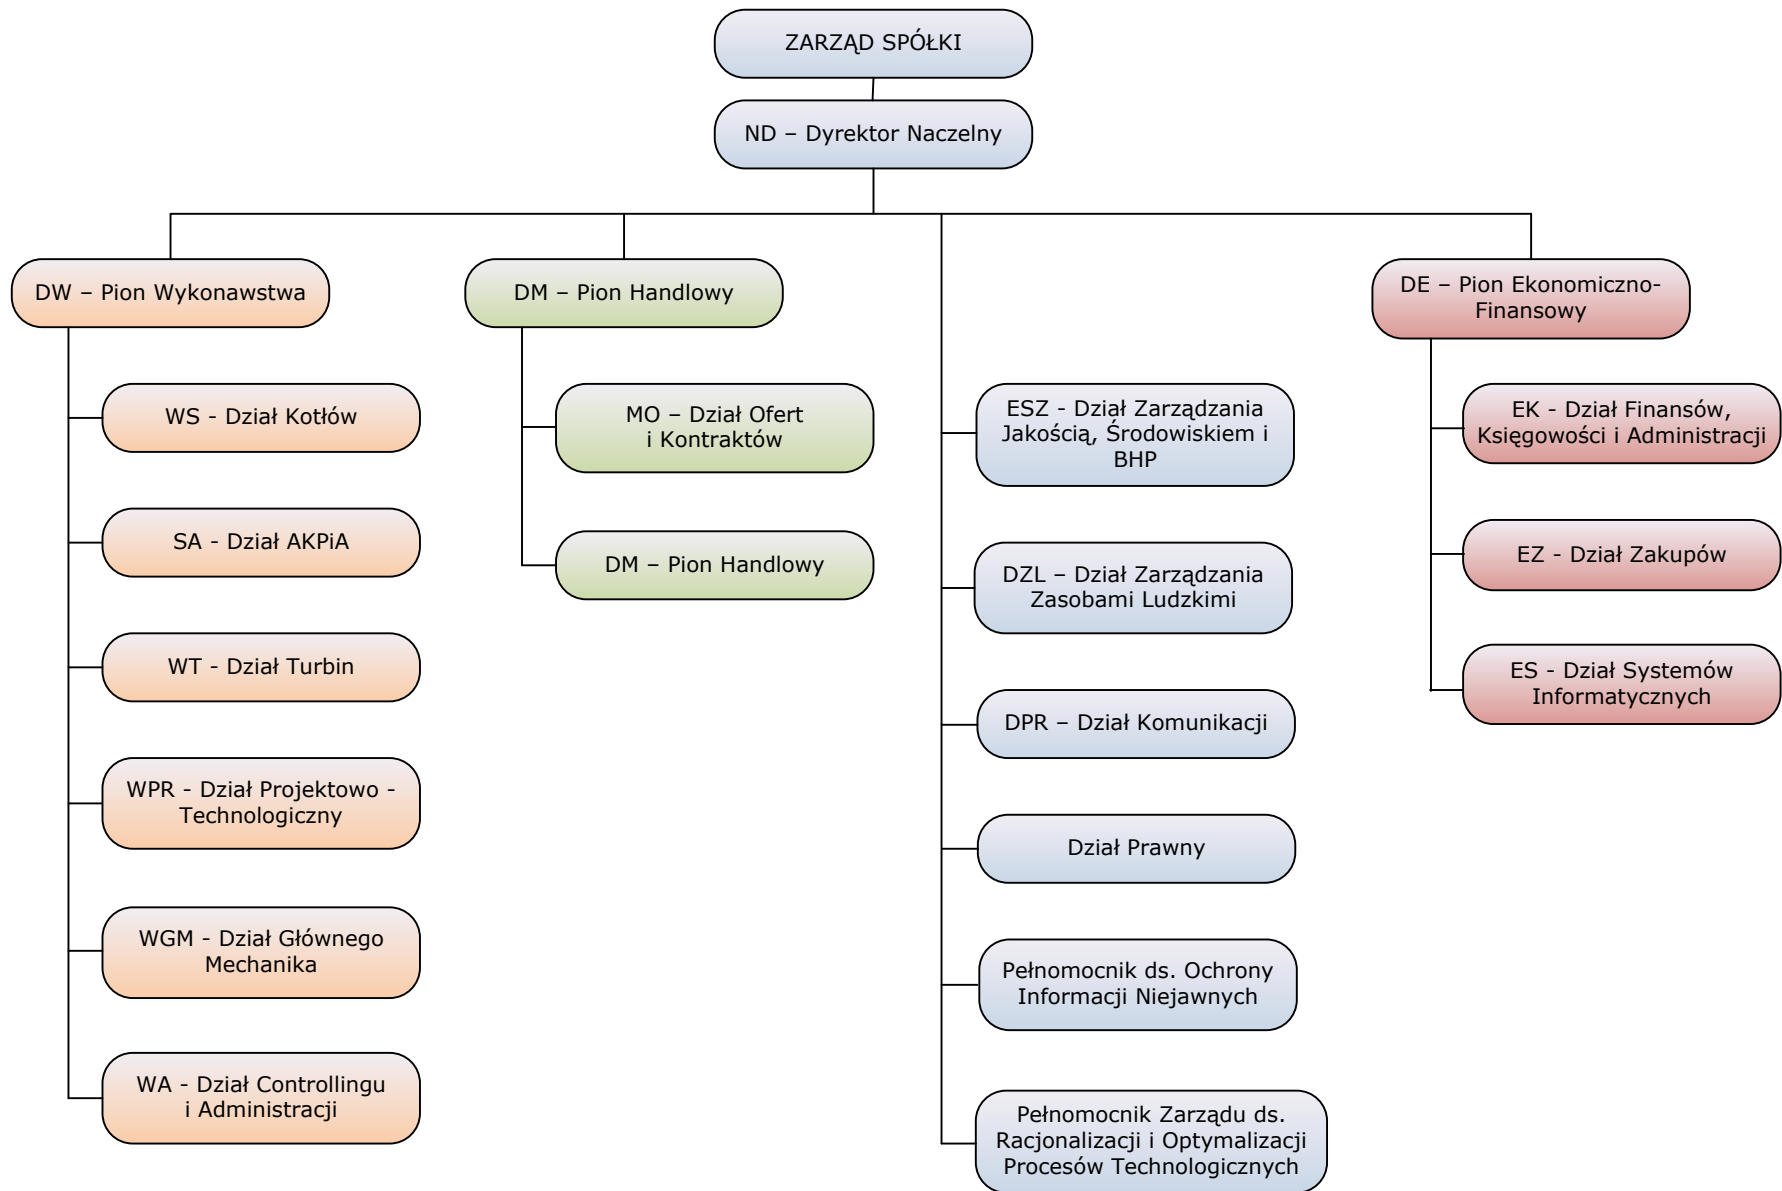 ZARZĄD SPÓŁKI
ND – Dyrektor Naczelny
DW – Pion Wykonawstwa
WS - Dział Kotłów
SA - Dział AKPiA
WT - Dział Turbin
WPR - Dział Projektowo -
Technologiczny
WGM - Dział Głównego
Mechanika
WA - Dział Controllingu
i Administracji
DM – Pion Handlowy
MO – Dział Ofert
i Kontraktów
DM – Pion Handlowy
ESZ - Dział Zarządzania
Jakością, Środowiskiem i
BHP
DZL – Dział Zarządzania
Zasobami Ludzkimi
DPR – Dział Komunikacji
Dział Prawny
Pełnomocnik ds. Ochrony
Informacji Niejawnych
Pełnomocnik Zarządu ds.
Racjonalizacji i Optymalizacji
Procesów Technologicznych
DE – Pion Ekonomiczno-
Finansowy
EK - Dział Finansów,
Księgowości i Administracji
EZ - Dział Zakupów
ES - Dział Systemów
Informatycznych